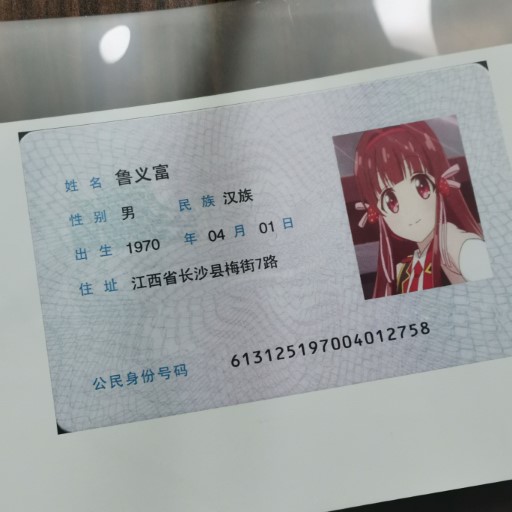 姓名 鲁义富
性别 男 民族 汉族
出生 1970 年 04 月 01 日
住址 江西省长沙县梅街7路
公民身份号码 613125197004012758